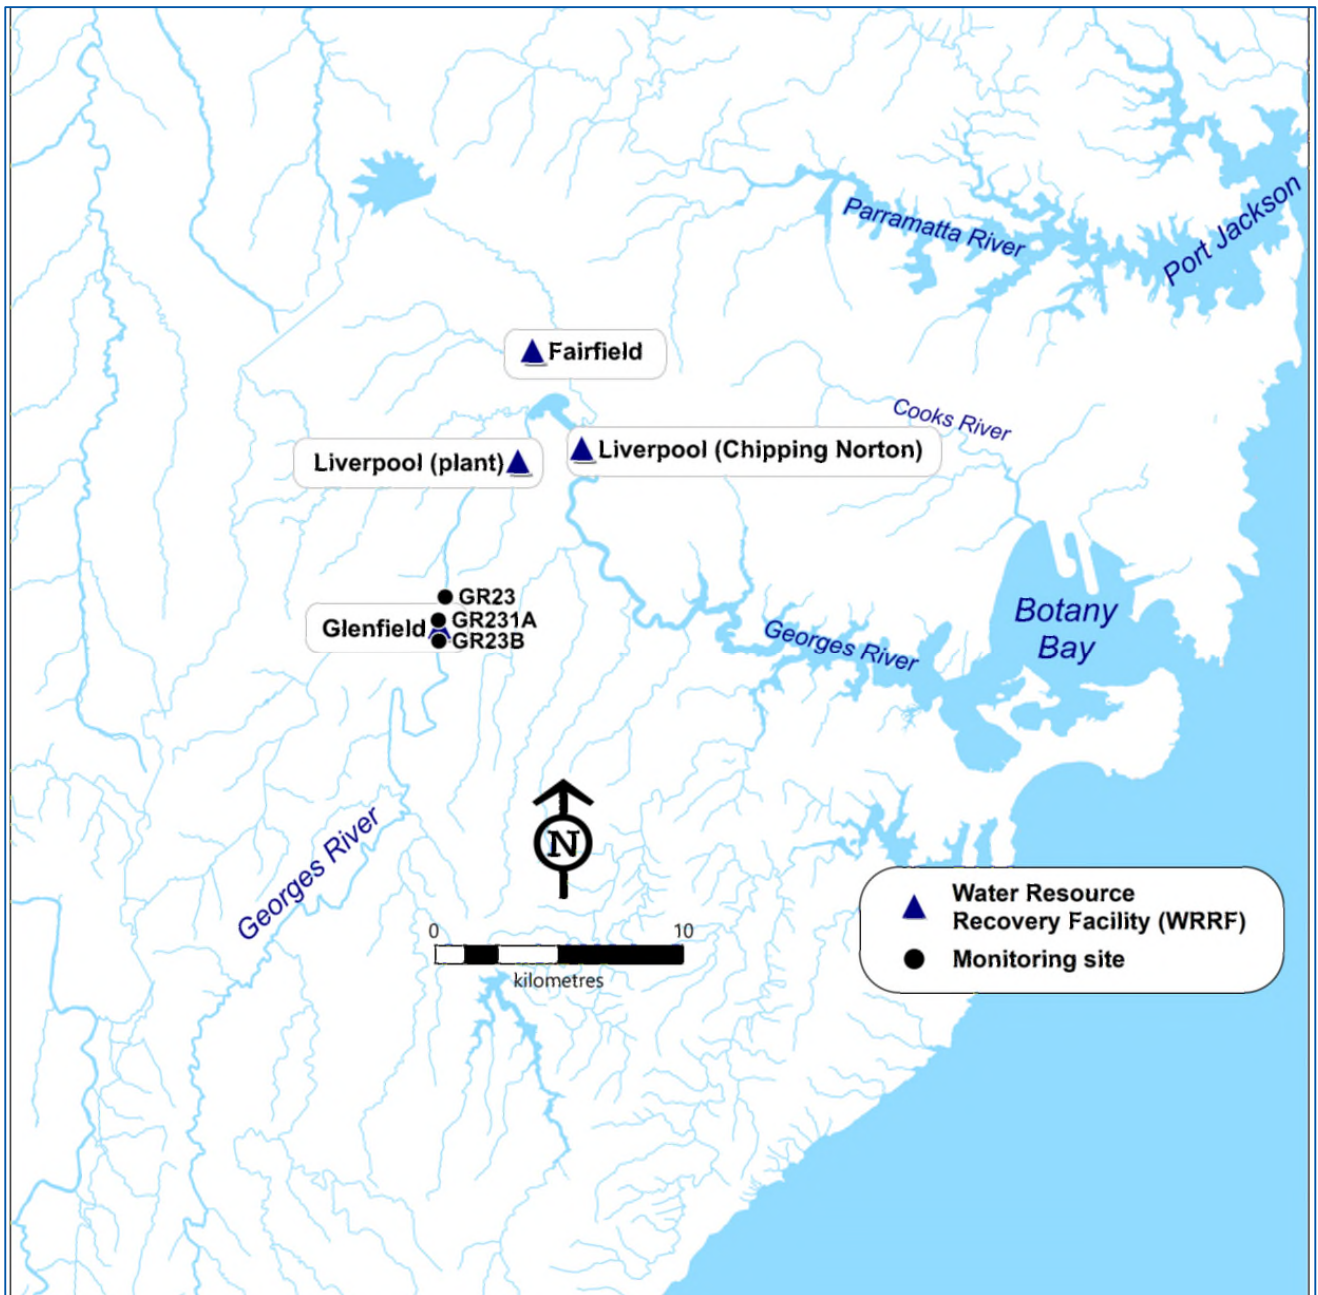 Port Jackson
Parramatta River
Fairfield
Cooks River
Liverpool (plant)
Liverpool (Chipping Norton)
GR23
GR231A
Glenfield
GR23B
Botany
Bay
Georges River
Georges River
N
0
10
kilometres
Water Resource
Recovery Facility (WRRF)
Monitoring site